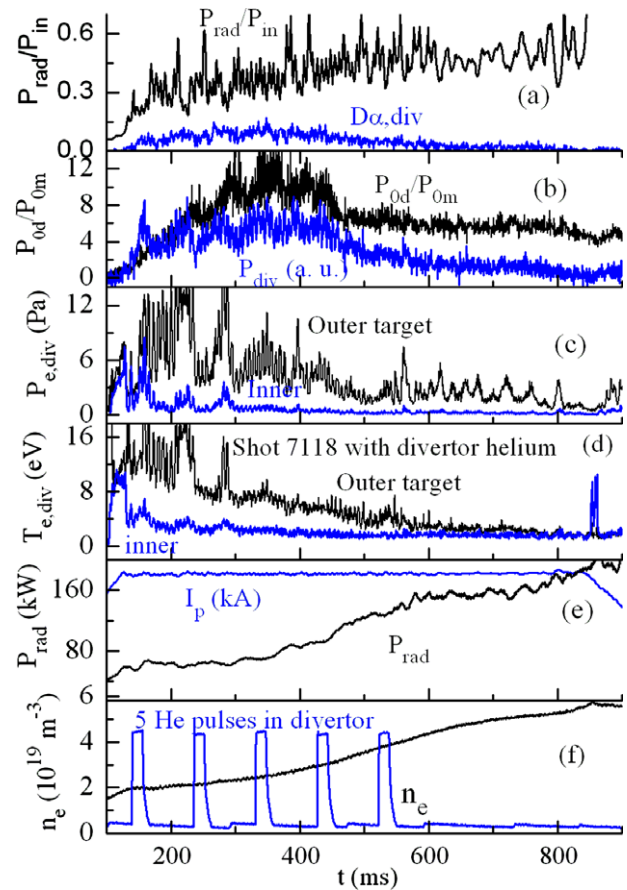 P_rad/P_in
0.6
0.3
0.0
P_rad/P_in
Dα,div
(a)
P_0d/P_0m
12
8
4
0
P_0d/P_0m
P_div (a. u.)
(b)
P_e,div (Pa)
12
6
0
Outer target
Inner
(c)
T_e,div (eV)
16
8
0
Shot 7118 with divertor helium
Outer target
inner
(d)
P_rad (kW)
160
80
6
I_p (kA)
P_rad
(e)
n_e (10^19 m^-3)
6
4
2
0
5 He pulses in divertor
n_e
(f)
200 400 600 800
t (ms)